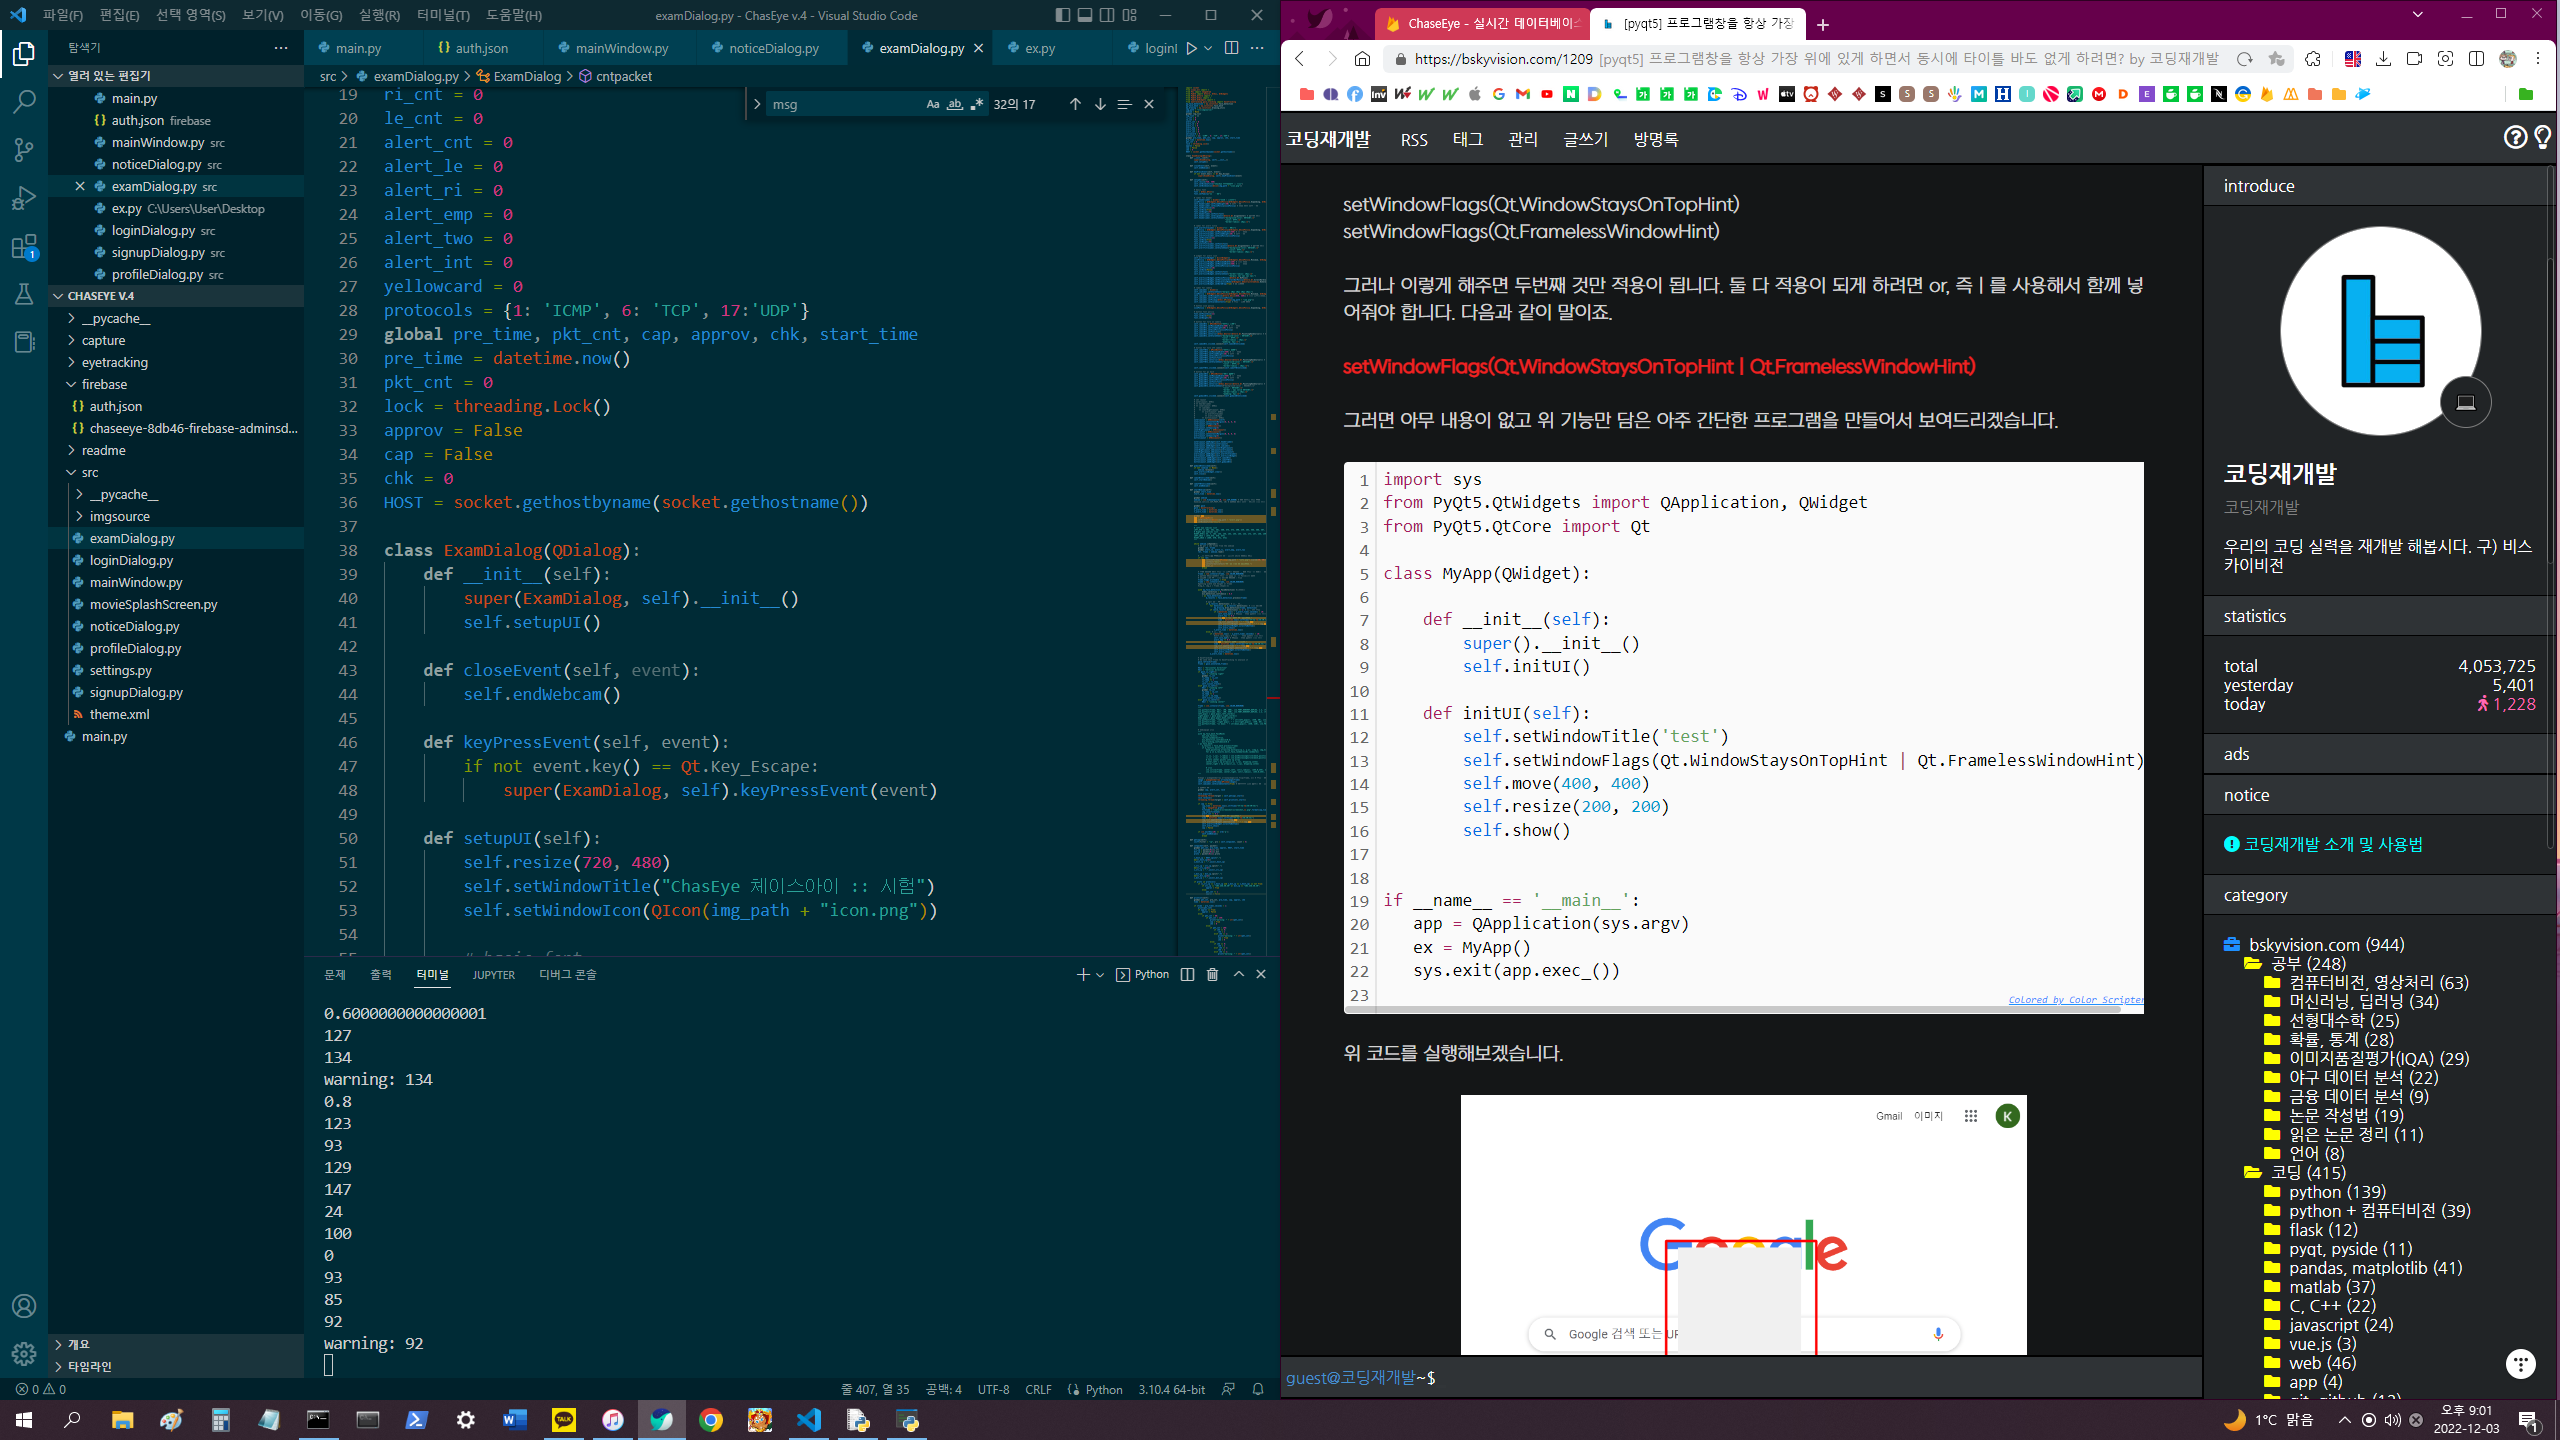 파일(F) 편집(E) 선택 영역(S) 보기(V) 이동(G) 실행(R) 터미널(T) 도움말(H)
examDialog.py - ChasEye v.4 - Visual Studio Code
탐색기
열려 있는 편집기
main.py
auth.json firebase
mainWindow.py src
noticeDialog.py src
examDialog.py src
ex.py C:\Users\User\Desktop
loginDialog.py src
signupDialog.py src
profileDialog.py src
CHASEYE V.4
__pycache__
capture
eyetracking
firebase
auth.json
chaseeye-8db46-firebase-adminsd...
readme
src
__pycache__
imgsource
examDialog.py
loginDialog.py
mainWindow.py
movieSplashScreen.py
noticeDialog.py
profileDialog.py
settings.py
signupDialog.py
theme.xml
main.py
개요
타임라인
main.py auth.json mainWindow.py noticeDialog.py examDialog.py ex.py loginI
src > examDialog.py > ExamDialog > cntpacket
msg Aa ab 32의 17
19 ri_cnt = 0
20 le_cnt = 0
21 alert_cnt = 0
22 alert_le = 0
23 alert_ri = 0
24 alert_emp = 0
25 alert_two = 0
26 alert_int = 0
27 yellowcard = 0
28 protocols = {1: 'ICMP', 6: 'TCP', 17:'UDP'}
29 global pre_time, pkt_cnt, cap, approv, chk, start_time
30 pre_time = datetime.now()
31 pkt_cnt = 0
32 lock = threading.Lock()
33 approv = False
34 cap = False
35 chk = 0
36 HOST = socket.gethostbyname(socket.gethostname())
37
38 class ExamDialog(QDialog):
39 def __init__(self):
40 super(ExamDialog, self).__init__()
41 self.setupUI()
42
43 def closeEvent(self, event):
44 self.endWebcam()
45
46 def keyPressEvent(self, event):
47 if not event.key() == Qt.Key_Escape:
48 super(ExamDialog, self).keyPressEvent(event)
49
50 def setupUI(self):
51 self.resize(720, 480)
52 self.setWindowTitle("ChasEye 체이스아이 :: 시험")
53 self.setWindowIcon(QIcon(img_path + "icon.png"))
54
55 # basic font
문제 출력 터미널 JUPYTER 디버그 콘솔
Python
0.6000000000000001
127
134
warning: 134
0.8
123
93
129
147
24
100
0
93
85
92
warning: 92
0 0
줄 407, 열 35 공백: 4 UTF-8 CRLF Python 3.10.4 64-bit
ChaseEye - 실시간 데이터베이스
[pyqt5] 프로그램창을 항상 가장
https://bskyvision.com/1209 [pyqt5] 프로그램창을 항상 가장 위에 있게 하면서 동시에 타이틀 바도 없게 하려면? by 코딩재개발
코딩재개발 RSS 태그 관리 글쓰기 방명록
setWindowFlags(Qt.WindowStaysOnTopHint)
setWindowFlags(Qt.FramelessWindowHint)
그러나 이렇게 해주면 두번째 것만 적용이 됩니다. 둘 다 적용이 되게 하려면 or, 즉 | 를 사용해서 함께 넣
어줘야 합니다. 다음과 같이 말이죠.
setWindowFlags(Qt.WindowStaysOnTopHint | Qt.FramelessWindowHint)
그러면 아무 내용이 없고 위 기능만 담은 아주 간단한 프로그램을 만들어서 보여드리겠습니다.
1 import sys
2 from PyQt5.QtWidgets import QApplication, QWidget
3 from PyQt5.QtCore import Qt
4
5 class MyApp(QWidget):
6
7 def __init__(self):
8 super().__init__()
9 self.initUI()
10
11 def initUI(self):
12 self.setWindowTitle('test')
13 self.setWindowFlags(Qt.WindowStaysOnTopHint | Qt.FramelessWindowHint)
14 self.move(400, 400)
15 self.resize(200, 200)
16 self.show()
17
18
19 if __name__ == '__main__':
20 app = QApplication(sys.argv)
21 ex = MyApp()
22 sys.exit(app.exec_())
23
Colored by Color Scripter
위 코드를 실행해보겠습니다.
Gmail 이미지 K
Google
Google 검색 또는 UR
guest@코딩재개발~$
introduce
코딩재개발
코딩재개발
우리의 코딩 실력을 재개발 해봅시다. 구) 비스
카이비전
statistics
total 4,053,725
yesterday 5,401
today 1,228
ads
notice
코딩재개발 소개 및 사용법
category
bskyvision.com (944)
공부 (248)
컴퓨터비전, 영상처리 (63)
머신러닝, 딥러닝 (34)
선형대수학 (25)
확률, 통계 (28)
이미지품질평가(IQA) (29)
야구 데이터 분석 (22)
금융 데이터 분석 (9)
논문 작성법 (19)
읽은 논문 정리 (11)
언어 (8)
코딩 (415)
python (139)
python + 컴퓨터비전 (39)
flask (12)
pyqt, pyside (11)
pandas, matplotlib (41)
matlab (37)
C, C++ (22)
javascript (24)
vue.js (3)
web (46)
app (4)
1°C 맑음
오후 9:01
2022-12-03